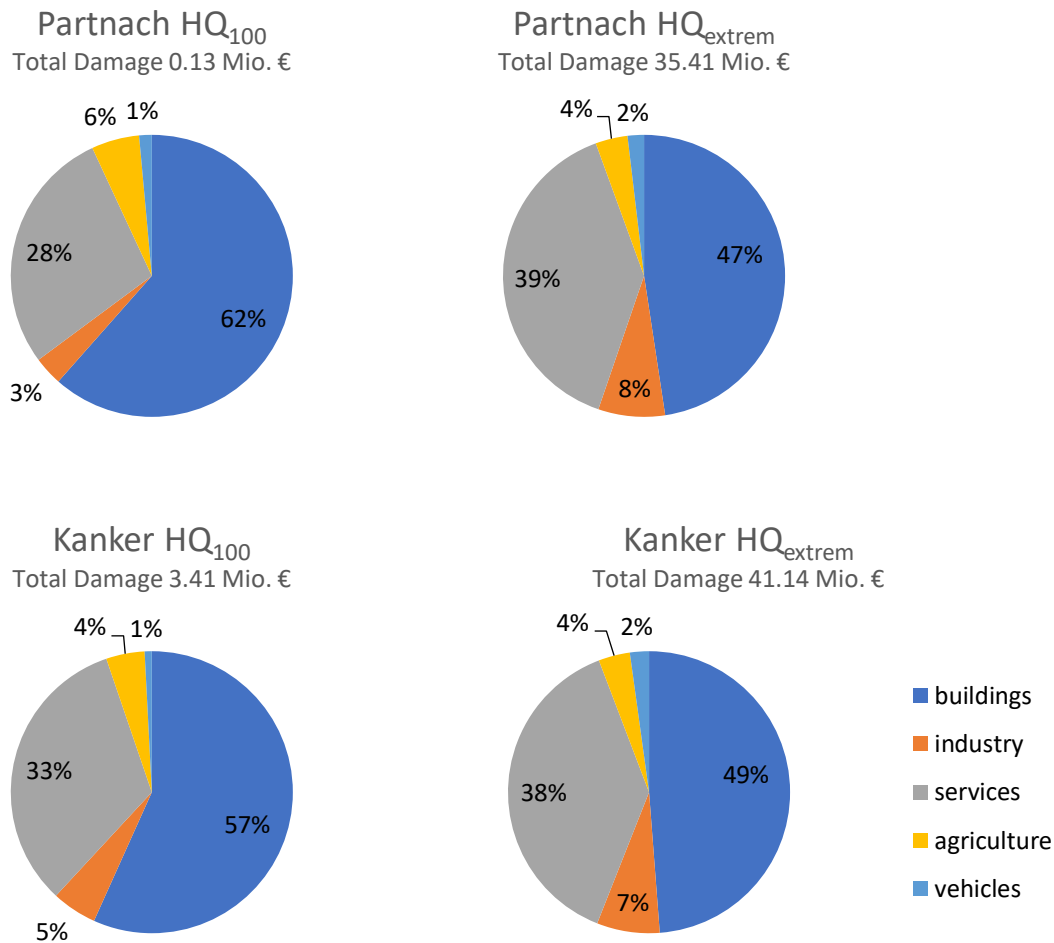 Partnach HQ100
Total Damage 0.13 Mio. €
6%
1%
28%
62%
3%
Partnach HQextrem
Total Damage 35.41 Mio. €
4%
2%
47%
39%
8%
Kanker HQ100
Total Damage 3.41 Mio. €
4%
1%
33%
57%
5%
Kanker HQextrem
Total Damage 41.14 Mio. €
4%
2%
49%
38%
7%
buildings
industry
services
agriculture
vehicles